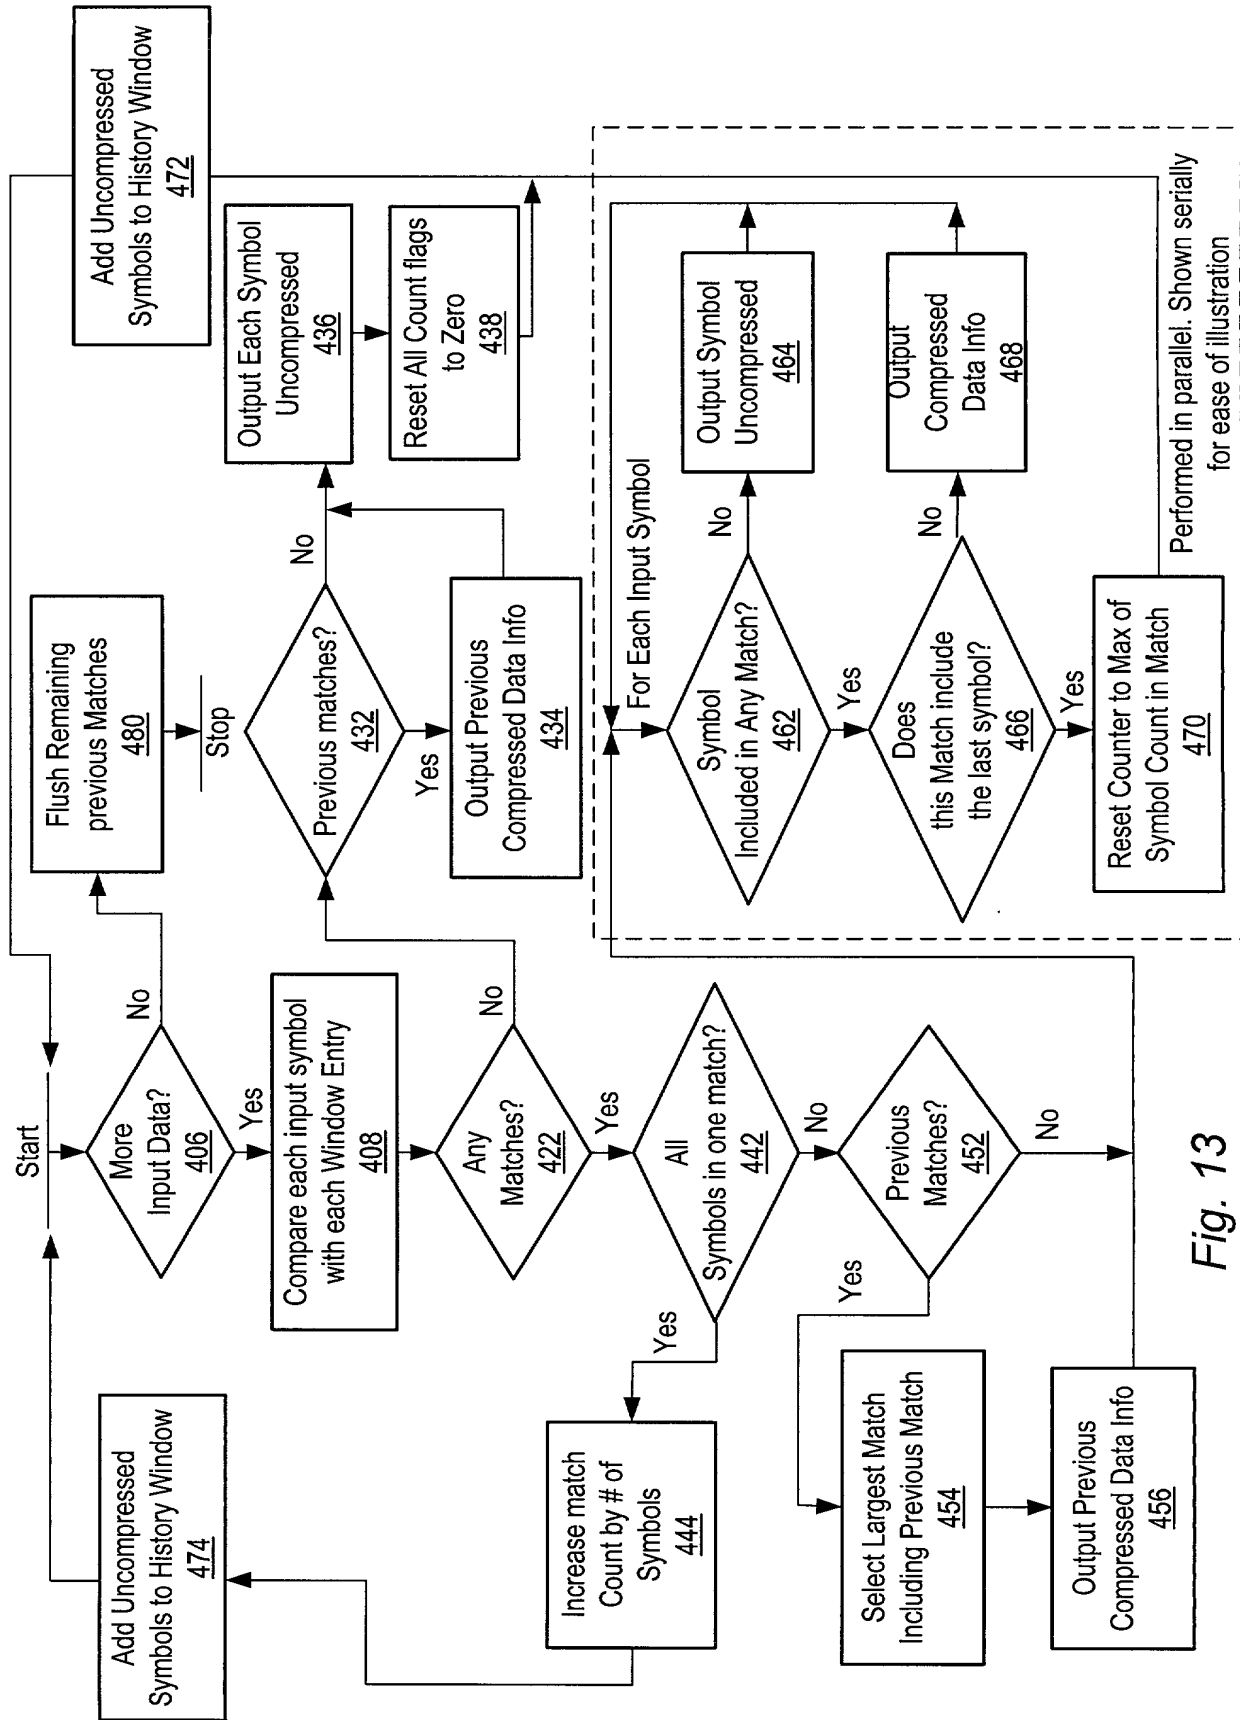 Start
More
Input Data?
406
No
Yes
Flush Remaining
previous Matches
480
Stop
Add Uncompressed
Symbols to History Window
474
Add Uncompressed
Symbols to History Window
472
Compare each input symbol
with each Window Entry
408
Any
Matches?
422
No
Yes
Previous matches?
432
No
Yes
Output Each Symbol
Uncompressed
436
Reset All Count flags
to Zero
438
Output Previous
Compressed Data Info
434
All
Symbols in one match?
442
Yes
No
Increase match
Count by # of
Symbols
444
Previous
Matches?
452
Yes
No
Select Largest Match
Including Previous Match
454
Output Previous
Compressed Data Info
456
For Each Input Symbol
Symbol
Included in Any Match?
462
No
Yes
Output Symbol
Uncompressed
464
Does
this Match include
the last symbol?
466
No
Yes
Output
Compressed
Data Info
468
Reset Counter to Max of
Symbol Count in Match
470
Performed in parallel. Shown serially
for ease of illustration
Fig. 13